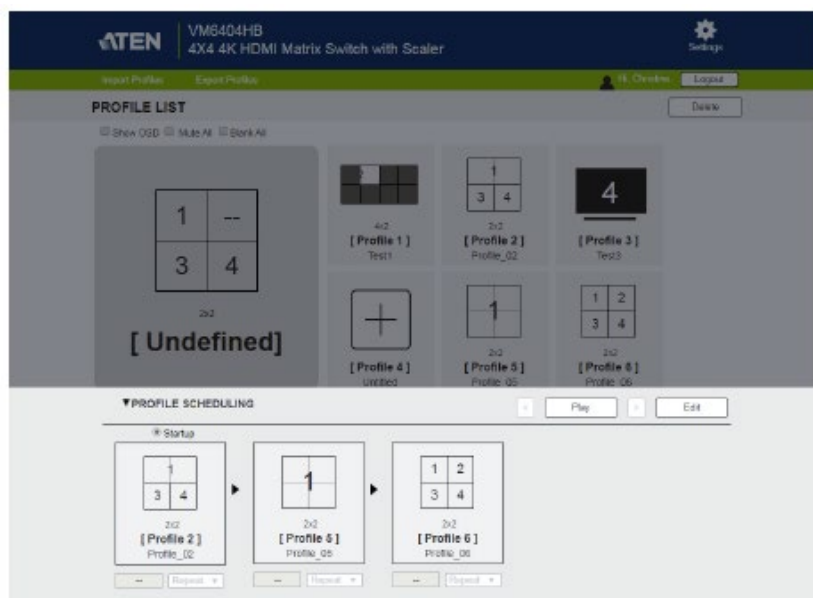 ATEN
VM6404HB
4X4 4K HDMI Matrix Switch with Scaler
Settings
Import Profiles Export Profiles
Hi, Christine Logout
PROFILE LIST
Delete
Show OSD Mute All Blank All
1 --
3 4
2x2
[ Undefined]
4x2
[ Profile 1 ]
Test1
1
3 4
2x2
[ Profile 2 ]
Profile_02
4
[ Profile 3 ]
Test3
[ Profile 4 ]
Untitled
1
2x2
[ Profile 5 ]
Profile_05
1 2
3 4
2x2
[ Profile 6 ]
Profile_06
▼PROFILE SCHEDULING
Play Edit
Startup
1
3 4
2x2
[ Profile 2 ]
Profile_02
-- Repeat
1
2x2
[ Profile 5 ]
Profile_05
-- Repeat
1 2
3 4
2x2
[ Profile 6 ]
Profile_06
-- Repeat